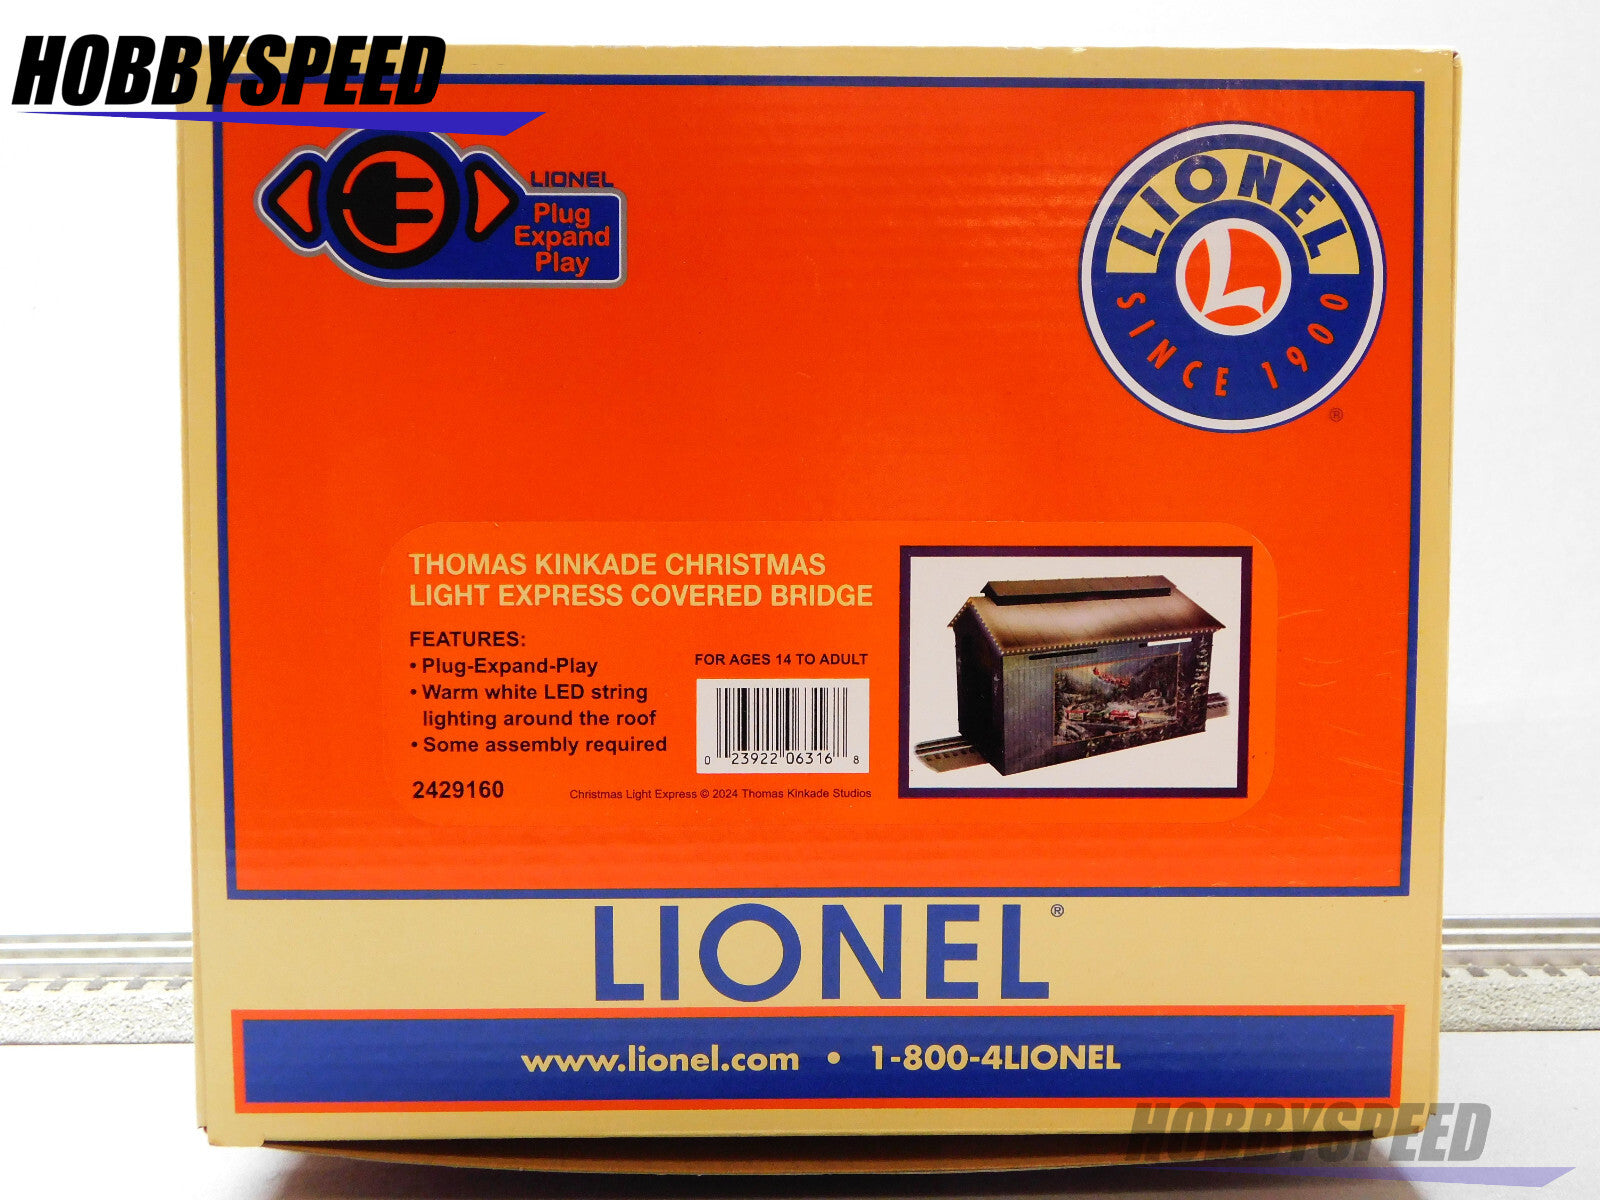 HOBBYSPEED
LIONEL
Plug
Expand
Play
LIONEL
L
SINCE 1900
®
THOMAS KINKADE CHRISTMAS
LIGHT EXPRESS COVERED BRIDGE
FEATURES:
• Plug-Expand-Play
• Warm white LED string
lighting around the roof
• Some assembly required
2429160
FOR AGES 14 TO ADULT
0 23922 06316 8
Christmas Light Express © 2024 Thomas Kinkade Studios
LIONEL®
www.lionel.com • 1-800-4LIONEL
HOBBYSPEED